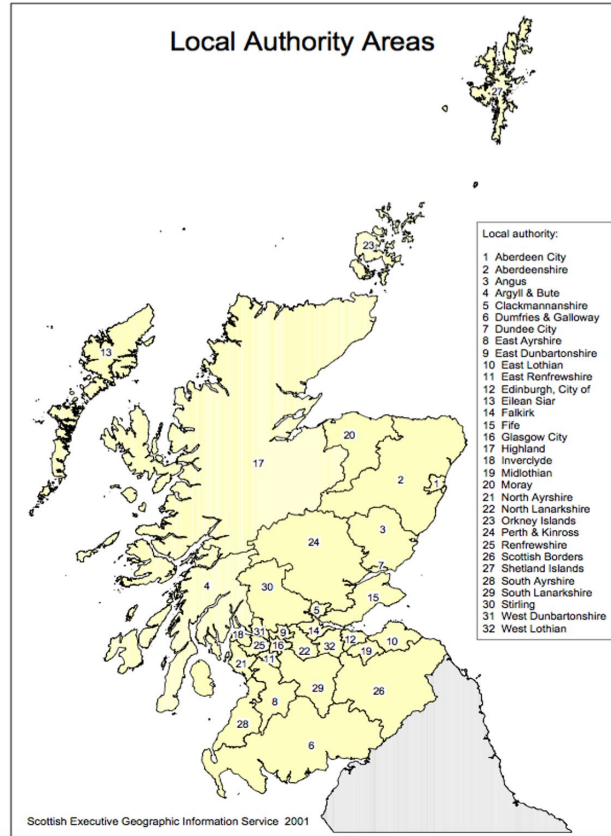 Local Authority Areas
27
23
Local authority:
1 Aberdeen City
2 Aberdeenshire
3 Angus
4 Argyll & Bute
5 Clackmannanshire
6 Dumfries & Galloway
7 Dundee City
8 East Ayrshire
9 East Dunbartonshire
10 East Lothian
11 East Renfrewshire
12 Edinburgh, City of
13 Eilean Siar
14 Falkirk
15 Fife
16 Glasgow City
17 Highland
18 Inverclyde
19 Midlothian
20 Moray
21 North Ayrshire
22 North Lanarkshire
23 Orkney Islands
24 Perth & Kinross
25 Renfrewshire
26 Scottish Borders
27 Shetland Islands
28 South Ayrshire
29 South Lanarkshire
30 Stirling
31 West Dunbartonshire
32 West Lothian
13
20
17
2
1
3
24
7
4
30
15
5
18 31 9 14 12 10
25 16 22 32 19
21 11
29
26
8
28
6
Scottish Executive Geographic Information Service 2001